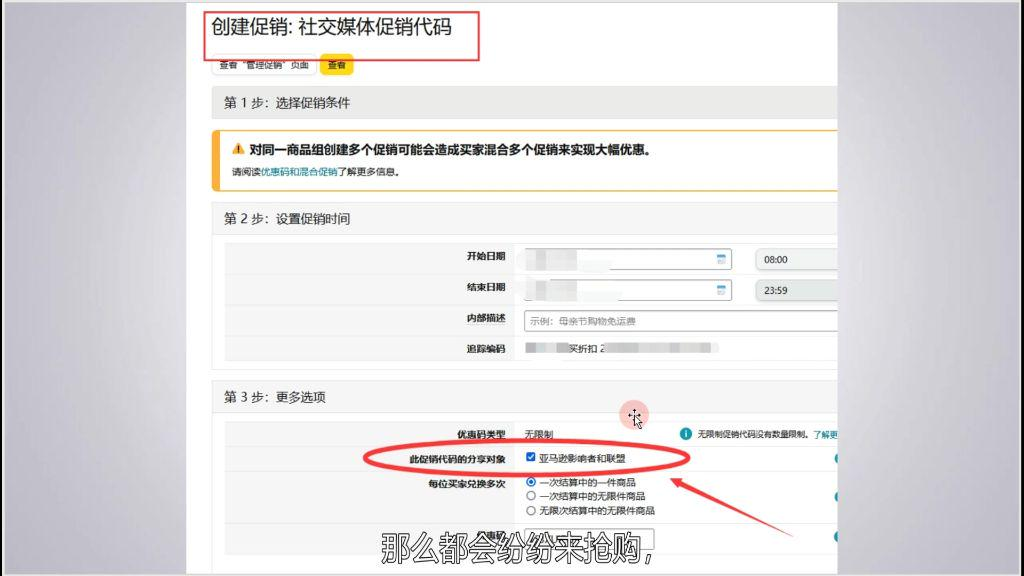 创建促销: 社交媒体促销代码
查看“管理促销”页面 查看
第 1 步：选择促销条件
对同一商品组创建多个促销可能会造成买家混合多个促销来实现大幅优惠。
请阅读优惠码和混合促销了解更多信息。
第 2 步：设置促销时间
开始日期 08:00
结束日期 23:59
内部描述 示例：母亲节购物免运费
追踪编码 买折扣 2
第 3 步：更多选项
优惠码类型 无限制 无限制促销代码没有数量限制。了解更
此促销代码的分享对象 亚马逊影响者和联盟
每位买家兑换多次 一次结算中的一件商品
一次结算中的无限件商品
无限次结算中的无限件商品
那么都会纷纷来抢购，